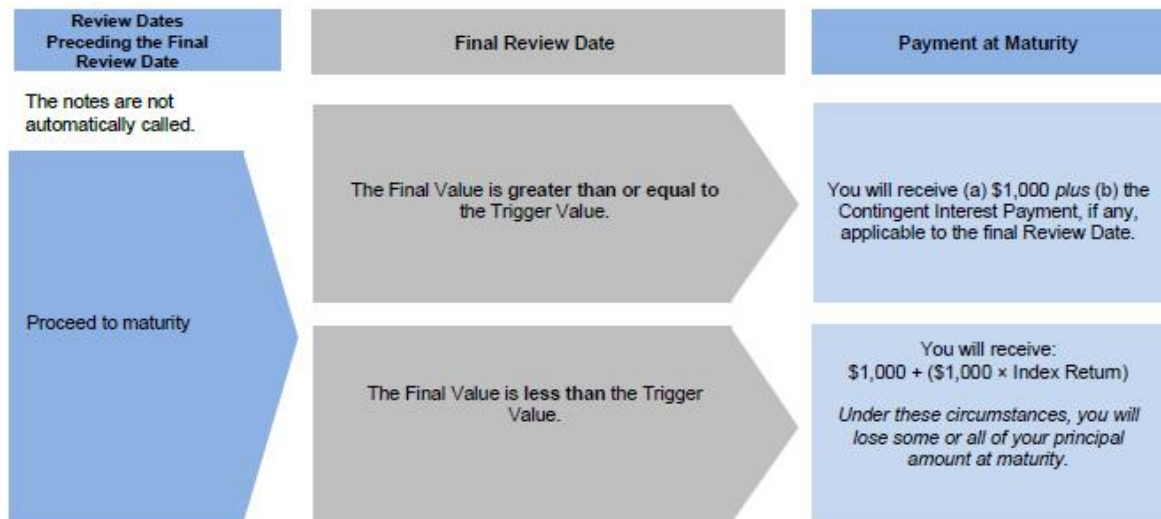 Review Dates
Preceding the Final
Review Date
Final Review Date
Payment at Maturity
The notes are not
automatically called.
Proceed to maturity
The Final Value is greater than or equal to
the Trigger Value.
You will receive (a) $1,000 plus (b) the
Contingent Interest Payment, if any,
applicable to the final Review Date.
The Final Value is less than the Trigger
Value.
You will receive:
$1,000 + ($1,000 × Index Return)
Under these circumstances, you will
lose some or all of your principal
amount at maturity.